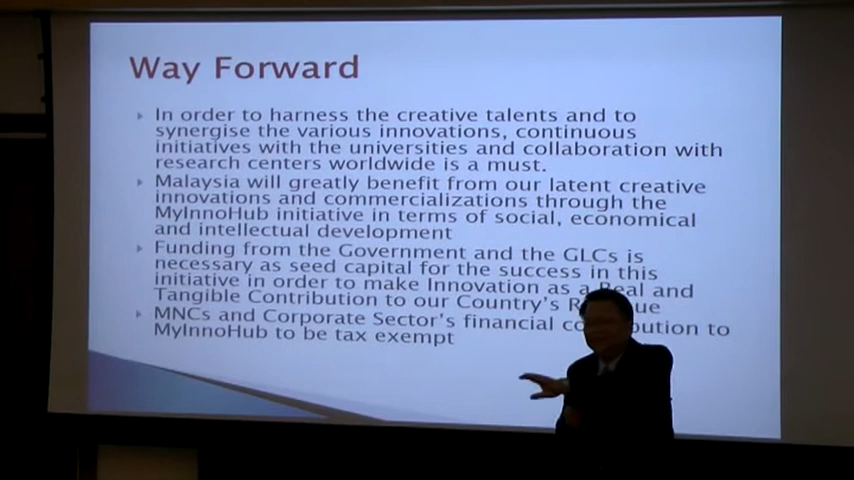 Way Forward
In order to harness the creative talents and to
synergise the various innovations, continuous
initiatives with the universities and collaboration with
research centers worldwide is a must.
Malaysia will greatly benefit from our latent creative
innovations and commercializations through the
MyInnoHub initiative in terms of social, economical
and intellectual development
Funding from the Government and the GLCs is
necessary as seed capital for the success in this
initiative in order to make Innovation as a Real and
Tangible Contribution to our Country's
MNCs and Corporate Sector's financial to
MyInnoHub to be tax exempt